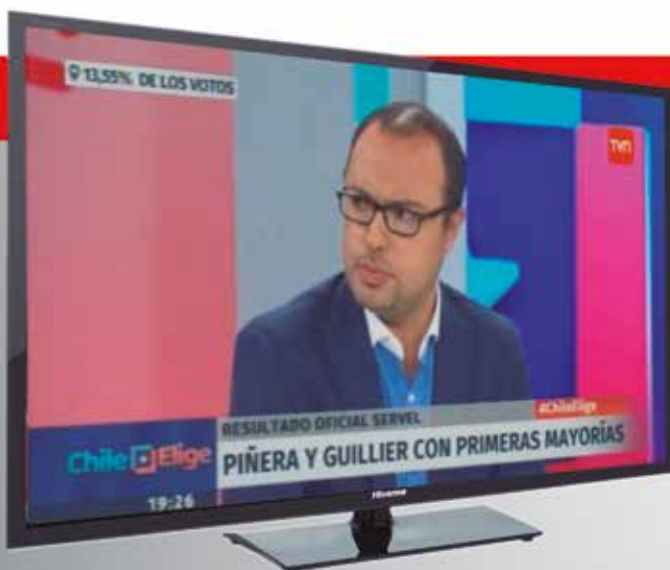 13,55% DE LOS VOTOS
TVN
#ChileElige
RESULTADO OFICIAL SERVEL
Chile Elige
PIÑERA Y GUILLIER CON PRIMERAS MAYORÍAS
19:26
Hisense